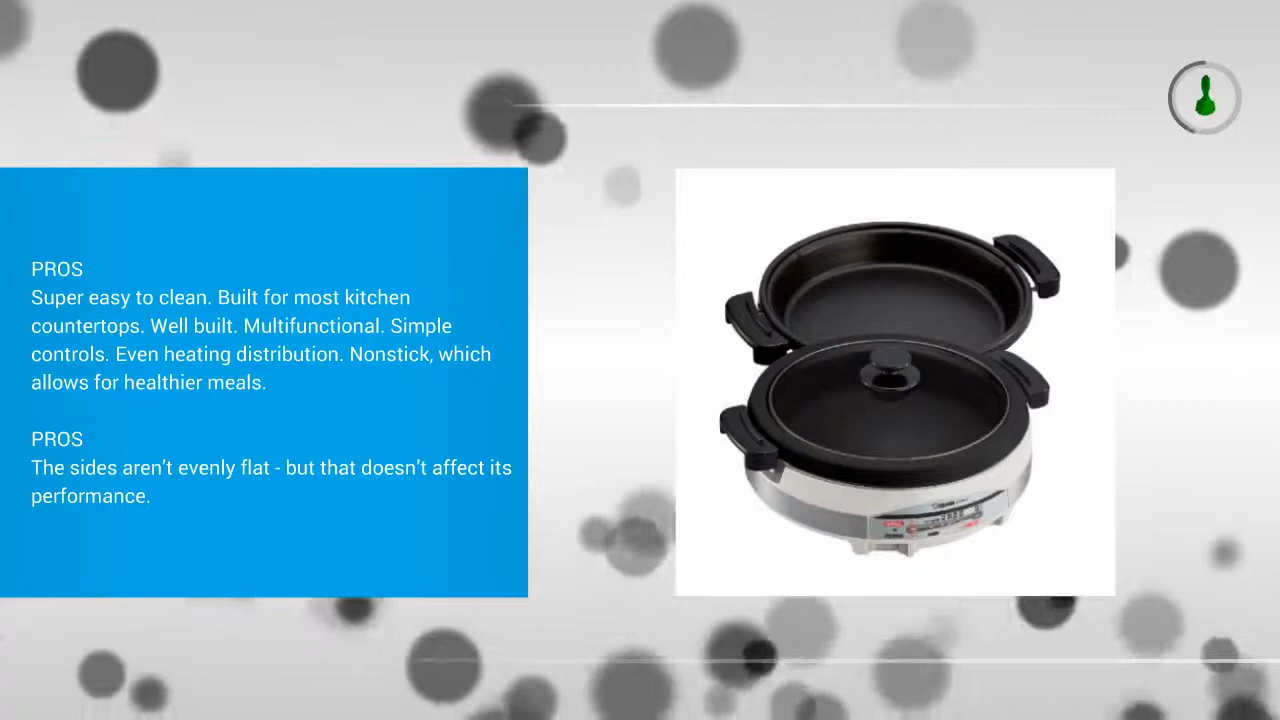 PROS
Super easy to clean. Built for most kitchen
countertops. Well built. Multifunctional. Simple
controls. Even heating distribution. Nonstick, which
allows for healthier meals.
PROS
The sides aren't evenly flat - but that doesn't affect its
performance.